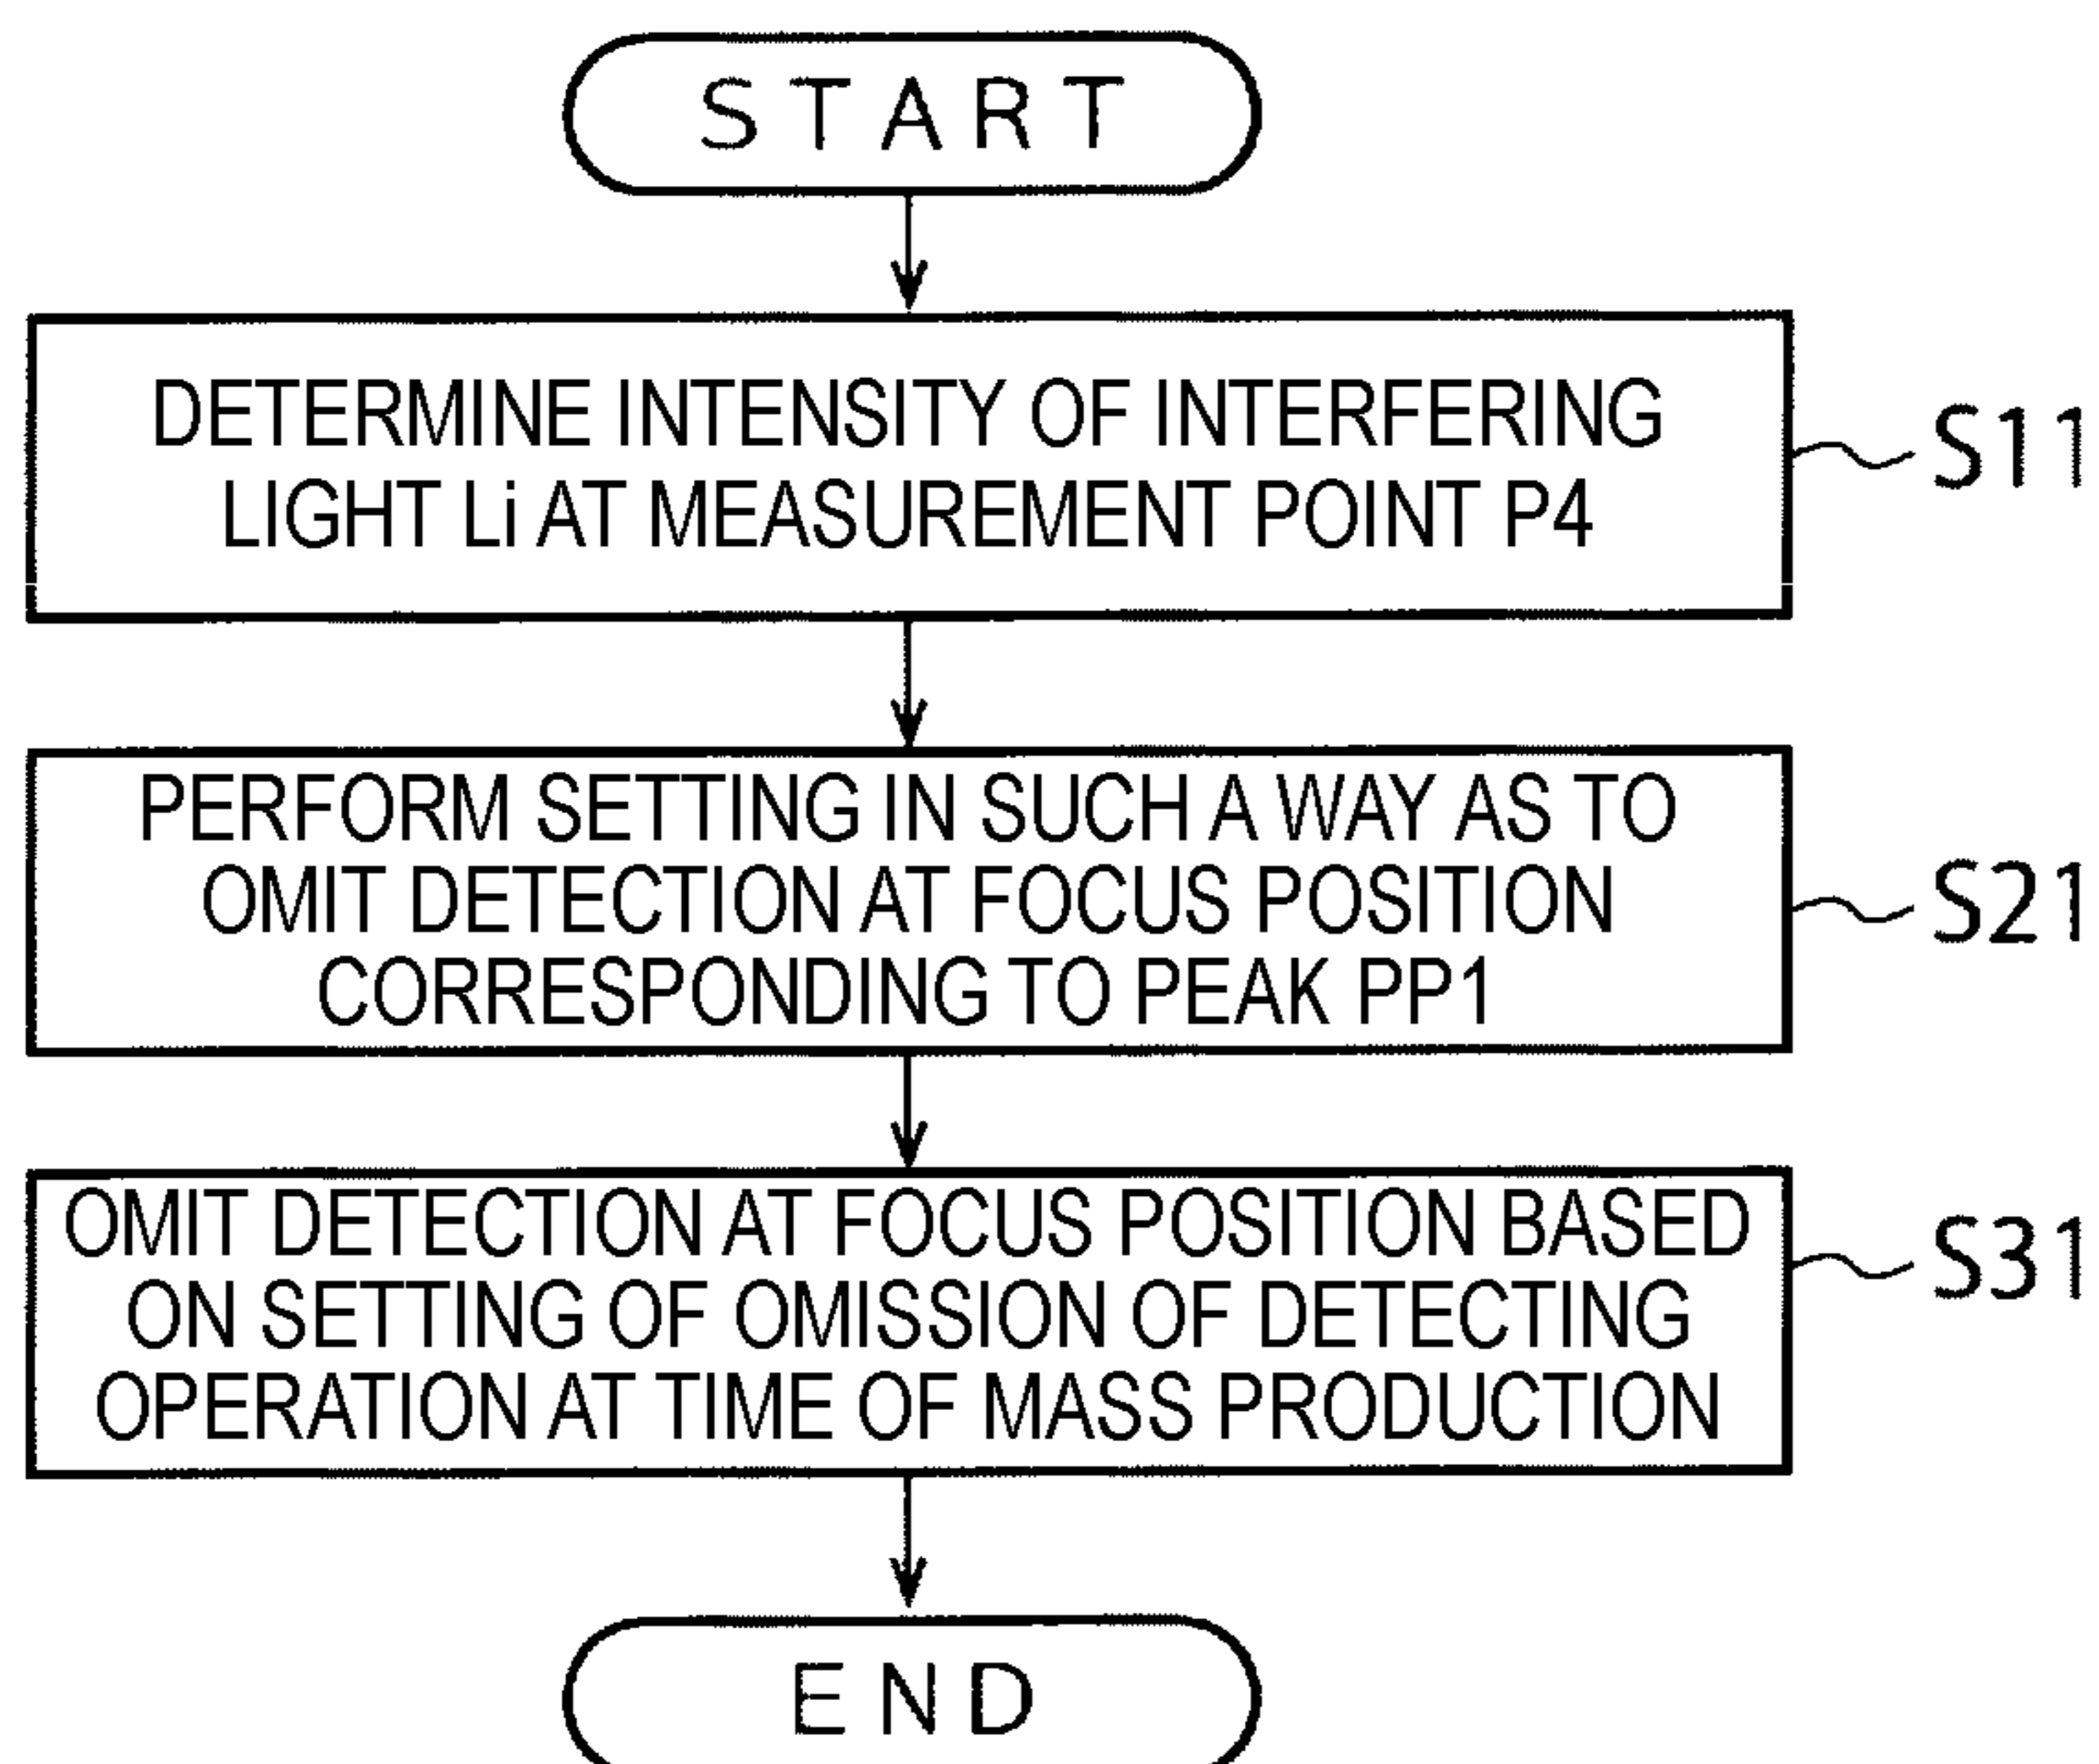 START
DETERMINE INTENSITY OF INTERFERING
LIGHT Li AT MEASUREMENT POINT P4
S11
PERFORM SETTING IN SUCH A WAY AS TO
OMIT DETECTION AT FOCUS POSITION
CORRESPONDING TO PEAK PP1
S21
OMIT DETECTION AT FOCUS POSITION BASED
ON SETTING OF OMISSION OF DETECTING
OPERATION AT TIME OF MASS PRODUCTION
S31
END